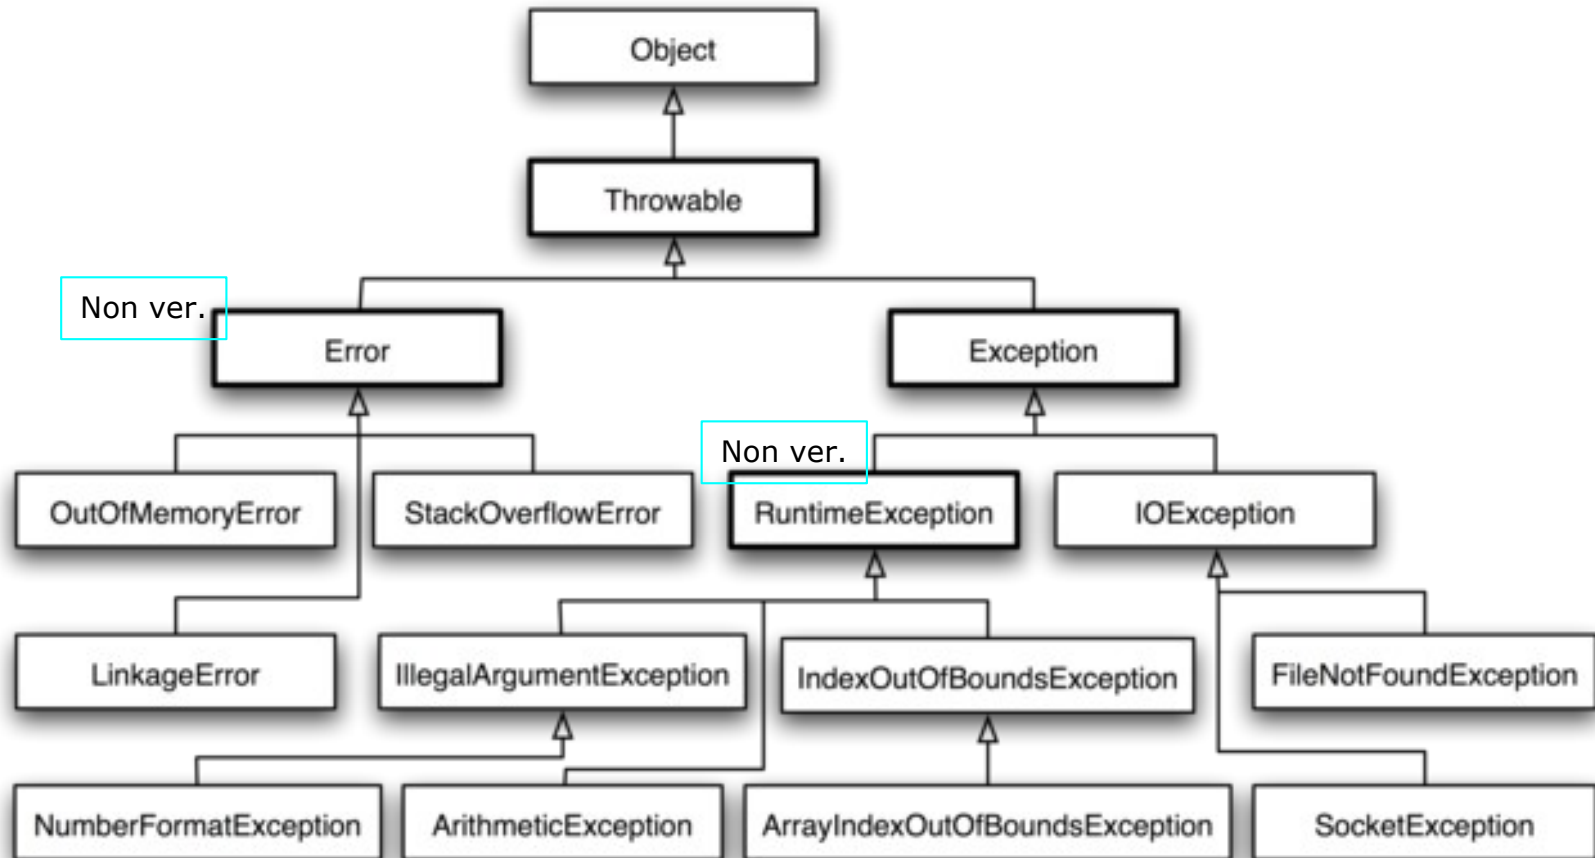 Object
Throwable
Non ver.
Error
Exception
Non ver.
OutOfMemoryError
StackOverflowError
RuntimeException
IOException
LinkageError
IllegalArgumentException
IndexOutOfBoundsException
FileNotFoundException
NumberFormatException
ArithmeticException
ArrayIndexOutOfBoundsException
SocketException